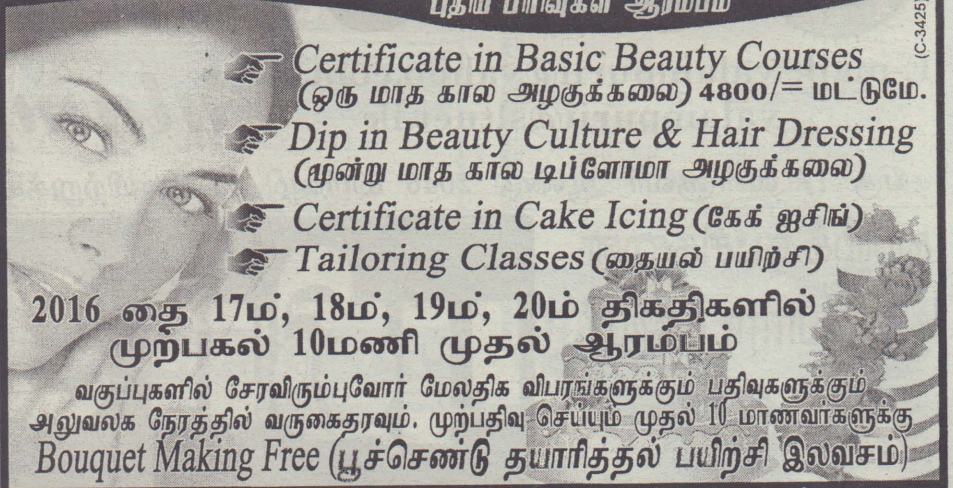 புதிய பிரிவுகள் ஆரம்பம்
(C-3425)
Certificate in Basic Beauty Courses
(ஒரு மாத கால அழகுக்கலை) 4800/= மட்டுமே.
Dip in Beauty Culture & Hair Dressing
(மூன்று மாத கால டிப்ளோமா அழகுக்கலை)
Certificate in Cake Icing (கேக் ஐசிங்)
Tailoring Classes (தையல் பயிற்சி)
2016 தை 17ம், 18ம், 19ம், 20ம் திகதிகளில்
முற்பகல் 10மணி முதல் ஆரம்பம்
வகுப்புகளில் சேரவிரும்புவோர் மேலதிக விபரங்களுக்கும் பதிவுகளுக்கும்
அலுவலக நேரத்தில் வருகைதரவும். முற்பதிவு செய்யும் முதல் 10 மாணவர்களுக்கு
Bouquet Making Free (பூச்செண்டு தயாரித்தல் பயிற்சி இலவசம்)